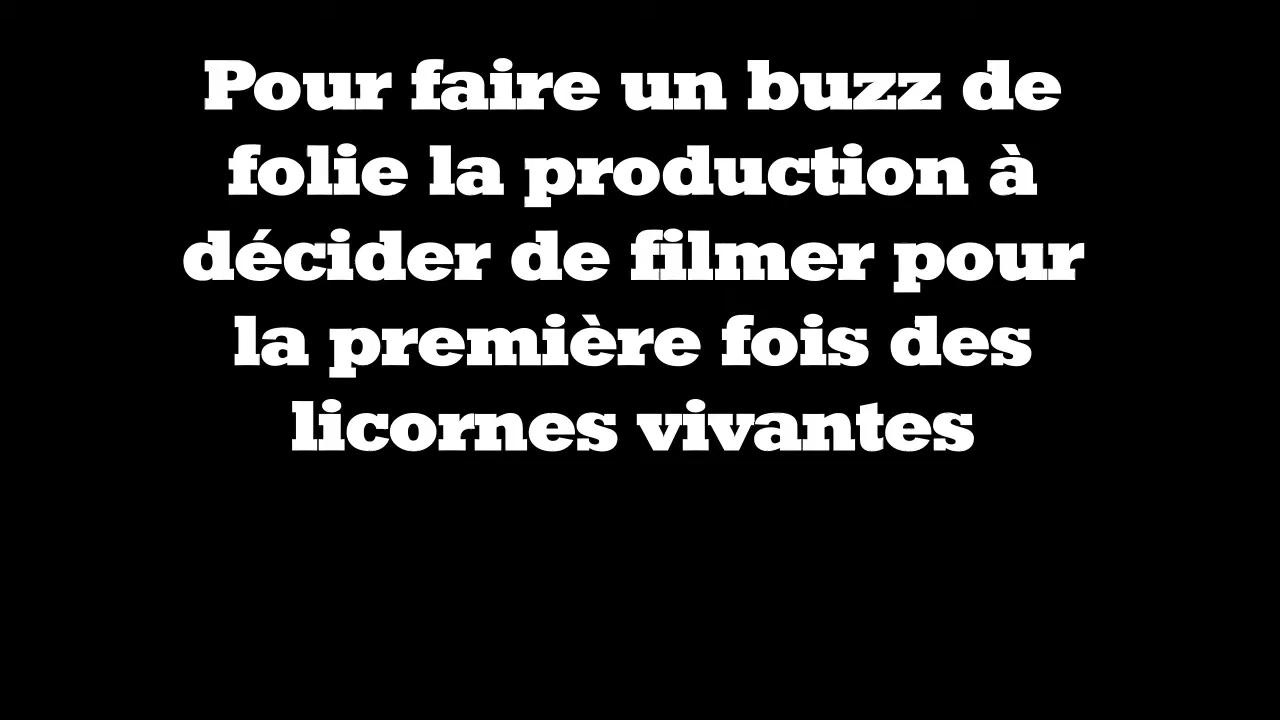 Pour faire un buzz de
folie la production à
décider de filmer pour
la première fois des
licornes vivantes